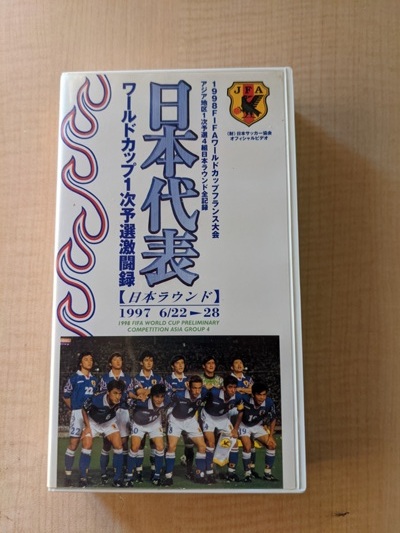 1998FIFAワールドカップフランス大会
アジア地区1次予選4組日本ラウンド全記録
日本代表
ワールドカップ1次予選激闘録
【日本ラウンド】
1997 6/22►28
1998 FIFA WORLD CUP PRELIMINARY
COMPETITION ASIA GROUP 4
JFA
(財)日本サッカー協会
オフィシャルビデオ
22